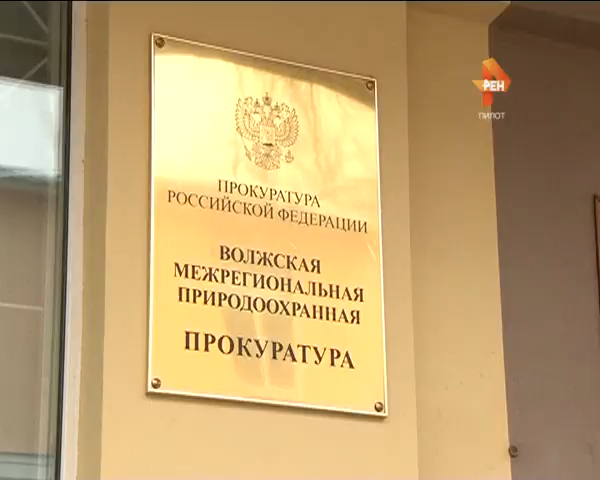 РЕН
ПИЛОТ
ПРОКУРАТУРА
РОССИЙСКОЙ ФЕДЕРАЦИИ
ВОЛЖСКАЯ
МЕЖРЕГИОНАЛЬНАЯ
ПРИРОДООХРАННАЯ
ПРОКУРАТУРА